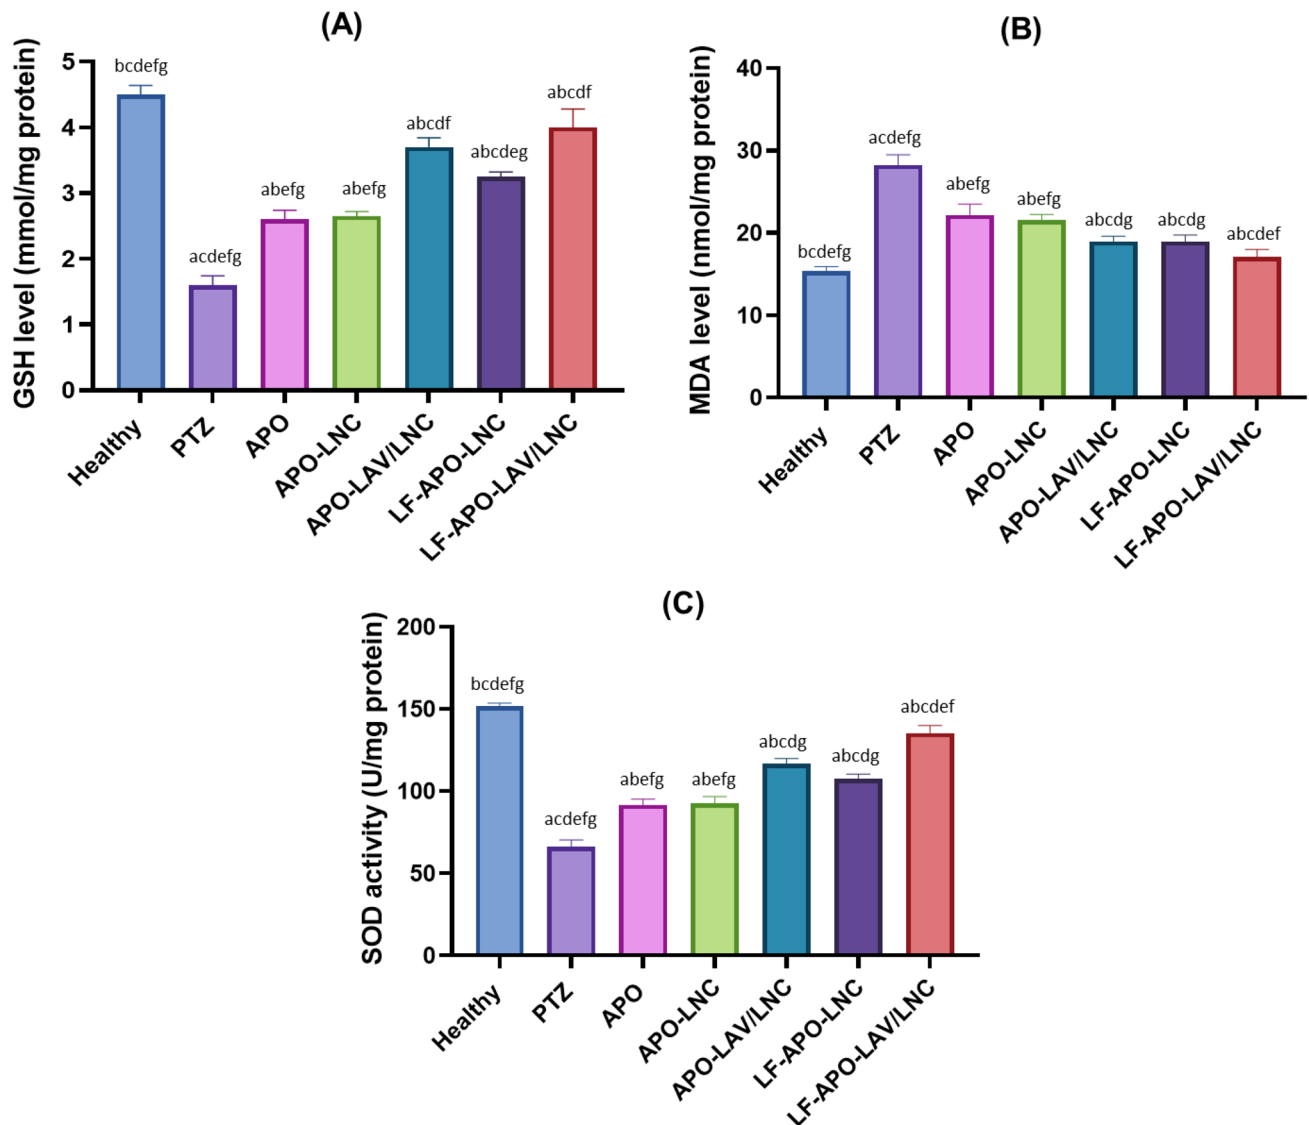 (A)
GSH level (mmol/mg protein)
5
4
3
2
1
0
bcdefg
acdefg
abefg
abefg
abcdf
abcdeg
abcdf
Healthy
PTZ
APO
APO-LNC
APO-LAV/LNC
LF-APO-LNC
LF-APO-LAV/LNC
(B)
MDA level (nmol/mg protein)
40
30
20
10
0
bcdefg
acdefg
abefg
abefg
abcdg
abcdg
abcdef
Healthy
PTZ
APO
APO-LNC
APO-LAV/LNC
LF-APO-LNC
LF-APO-LAV/LNC
(C)
SOD activity (U/mg protein)
200
150
100
50
0
bcdefg
acdefg
abefg
abefg
abcdg
abcdg
abcdef
Healthy
PTZ
APO
APO-LNC
APO-LAV/LNC
LF-APO-LNC
LF-APO-LAV/LNC